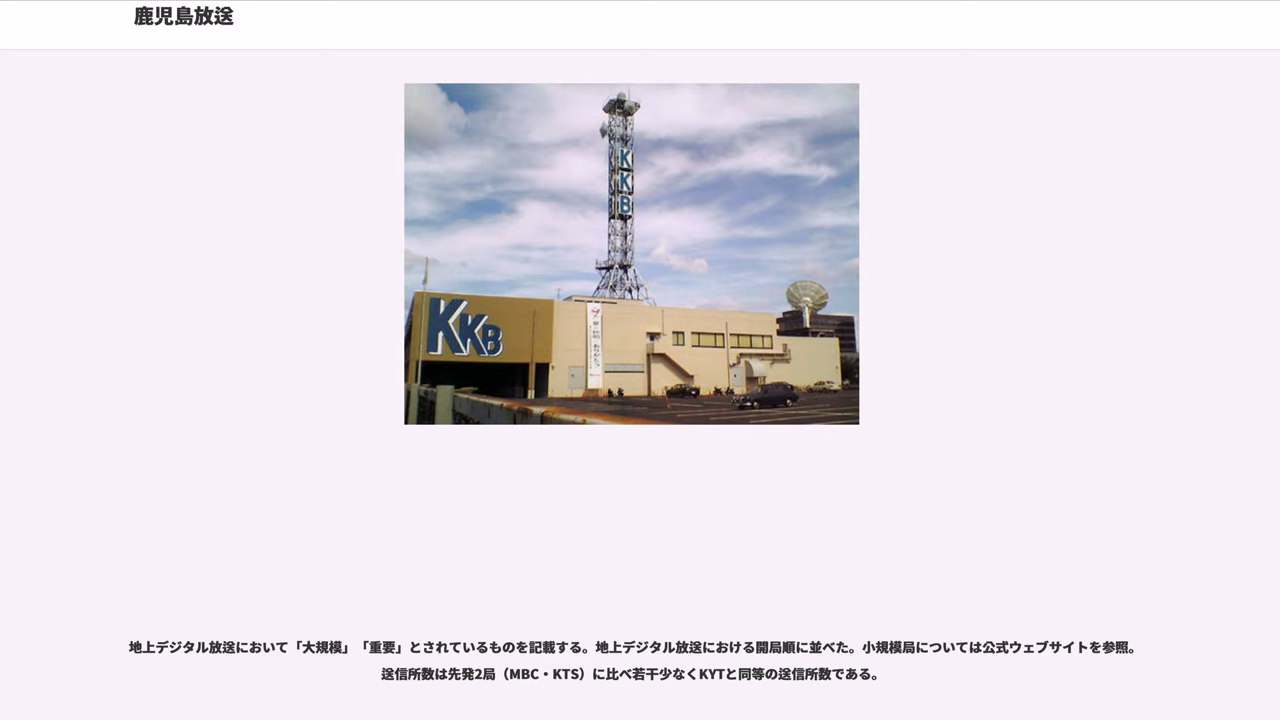 鹿児島放送
K
K
B
KKB
地上デジタル放送において「大規模」「重要」とされているものを記載する。地上デジタル放送における開局順に並べた。小規模局については公式ウェブサイトを参照。
送信所数は先発2局（MBC・KTS）に比べ若干少なくKYTと同等の送信所数である。